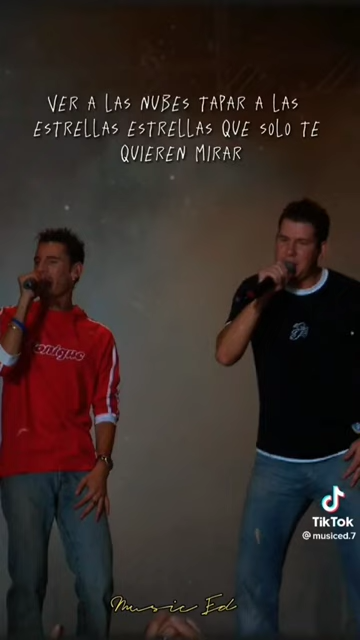 VER A LAS NUBES TAPAR A LAS
ESTRELLAS ESTRELLAS QUE SOLO TE
QUIEREN MIRAR
onique
TikTok
@musiced.7
Music Ed